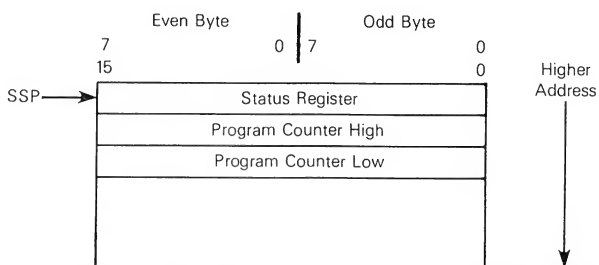 Even Byte Odd Byte
7 0 7 0
15 0
Higher
Address
SSP
Status Register
Program Counter High
Program Counter Low